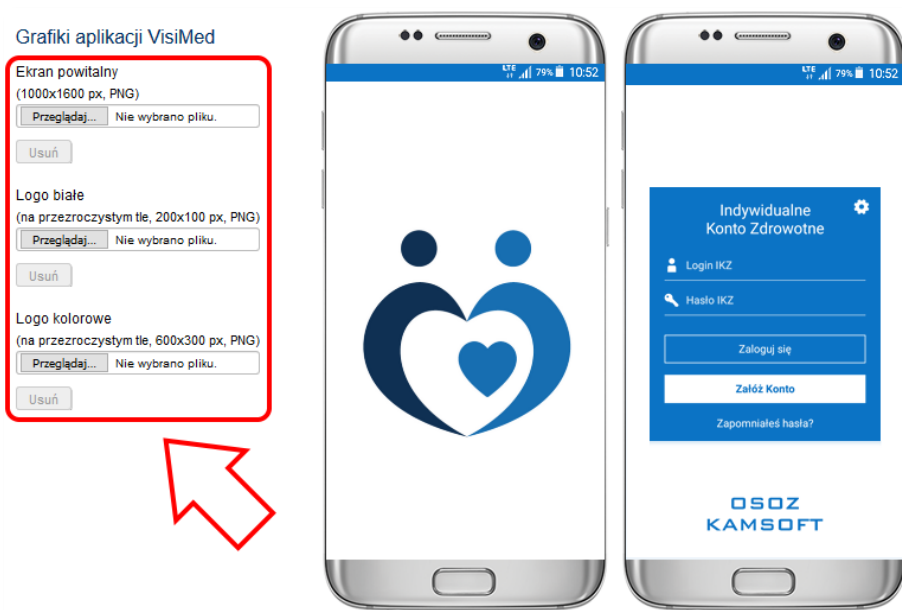 Grafiki aplikacji VisiMed
Ekran powitalny
(1000x1600 px, PNG)
Przeglądaj... Nie wybrano pliku.
Usuń
Logo białe
(na przezroczystym tle, 200x100 px, PNG)
Przeglądaj... Nie wybrano pliku.
Usuń
Logo kolorowe
(na przezroczystym tle, 600x300 px, PNG)
Przeglądaj... Nie wybrano pliku.
Usuń
LTE 79% 10:52
LTE 79% 10:52
Indywidualne
Konto Zdrowotne
Login IKZ
Hasło IKZ
Zaloguj się
Załóż Konto
Zapomniałeś hasła?
OSOZ
KAMSOFT